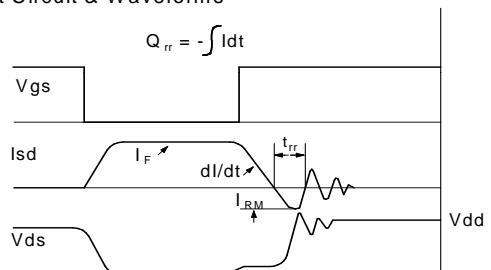 t Circuit & Waveforms
Q rr = -∫Idt
Vgs
Isd
I F
dI/dt
t rr
I RM
Vds
Vdd